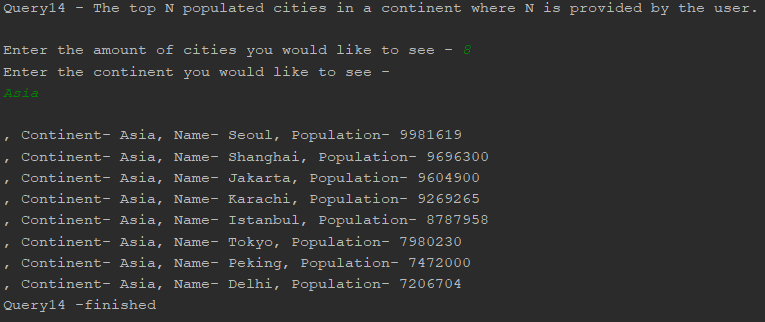 Query14 - The top N populated cities in a continent where N is provided by the user.
Enter the amount of cities you would like to see - 8
Enter the continent you would like to see -
Asia
, Continent- Asia, Name- Seoul, Population- 9981619
, Continent- Asia, Name- Shanghai, Population- 9696300
, Continent- Asia, Name- Jakarta, Population- 9604900
, Continent- Asia, Name- Karachi, Population- 9269265
, Continent- Asia, Name- Istanbul, Population- 8787958
, Continent- Asia, Name- Tokyo, Population- 7980230
, Continent- Asia, Name- Peking, Population- 7472000
, Continent- Asia, Name- Delhi, Population- 7206704
Query14 -finished